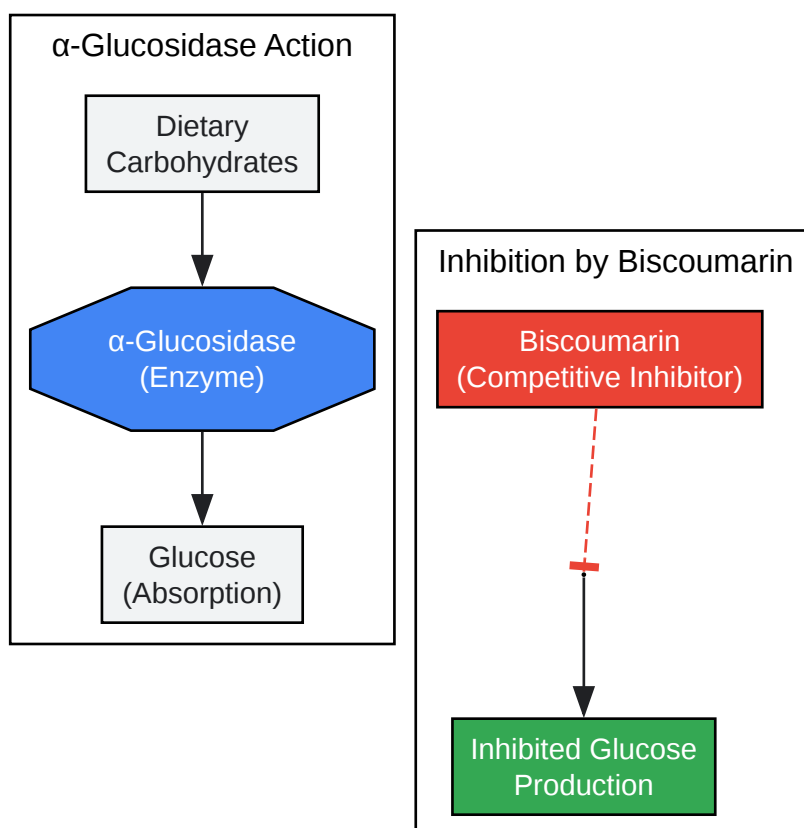 α-Glucosidase Action
Dietary
Carbohydrates
α-Glucosidase
(Enzyme)
Glucose
(Absorption)
Inhibition by Biscoumarin
Biscoumarin
(Competitive Inhibitor)
Inhibited Glucose
Production